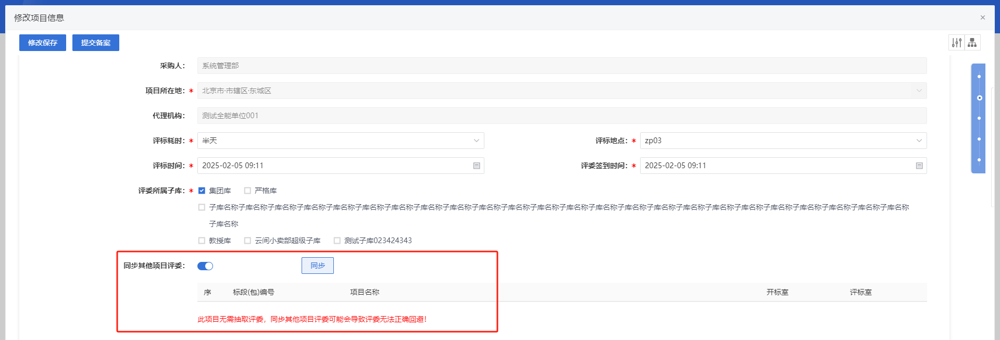 修改项目信息
×
修改保存 提交备案
采购人： 系统管理部
项目所在地：* 北京市·市辖区·东城区
代理机构： 测试全能单位001
评标耗时：* 半天 评标地点：* zp03
评标时间：* 2025-02-05 09:11 评委签到时间：* 2025-02-05 09:11
评委所属子库：* 集团库 严格库
子库名称子库名称子库名称子库名称子库名称子库名称子库名称子库名称子库名称子库名称子库名称子库名称子库名称子库名称子库名称子库名称子库名称子库名称子库名称子库名称子库名称子库名称子库名称子库名称
子库名称
教授库 云间小卖部超级子库 测试子库023424343
同步其他项目评委： 同步
序 标段(包)编号 项目名称 开标室 评标室
此项目无需抽取评委，同步其他项目评委可能会导致评委无法正确回避！